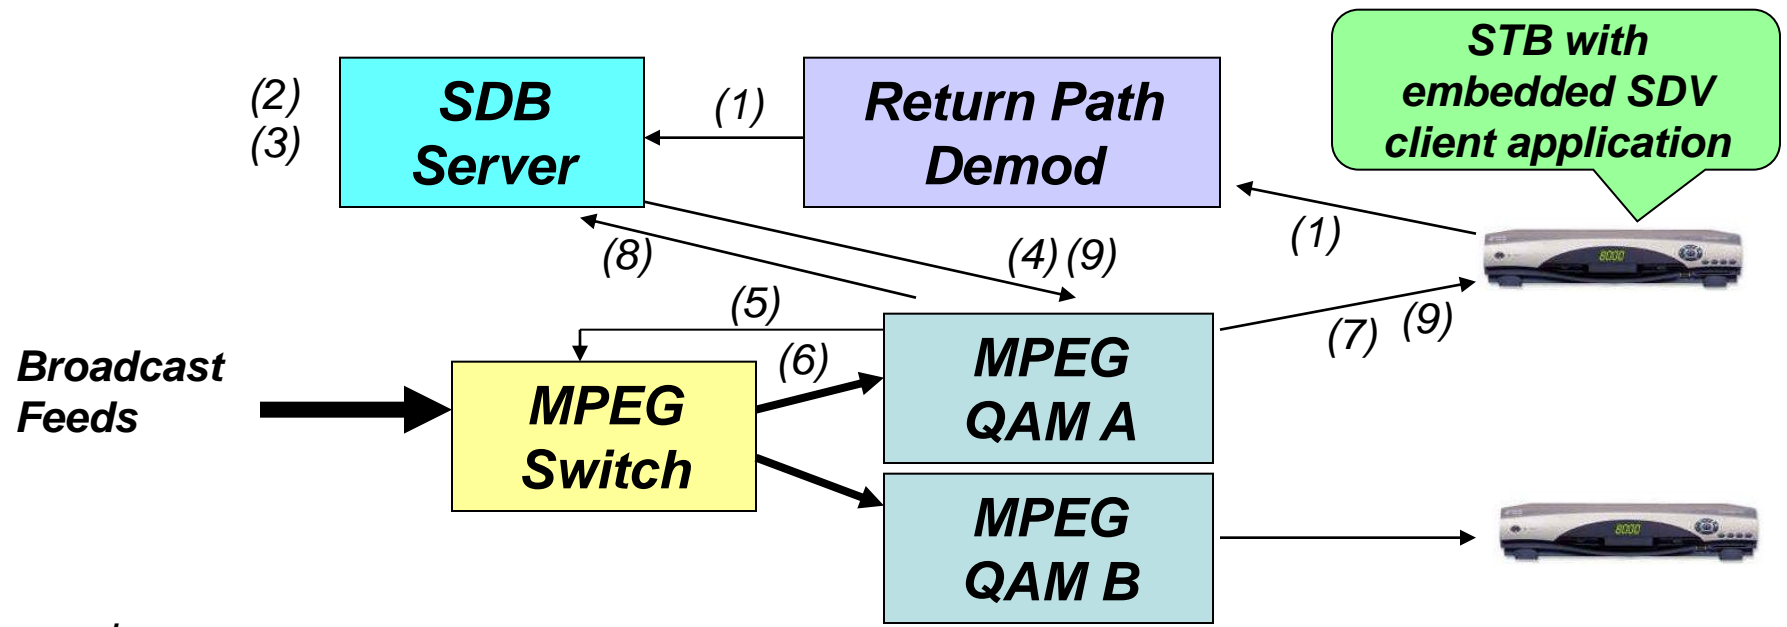 STB with
embedded SDV
client application
(2)
(3)
SDB
Server
(1)
Return Path
Demod
(1)
(8)
(4) (9)
(5)
(7)
(9)
(6)
Broadcast
Feeds
MPEG
Switch
MPEG
QAM A
MPEG
QAM B
8000
8000